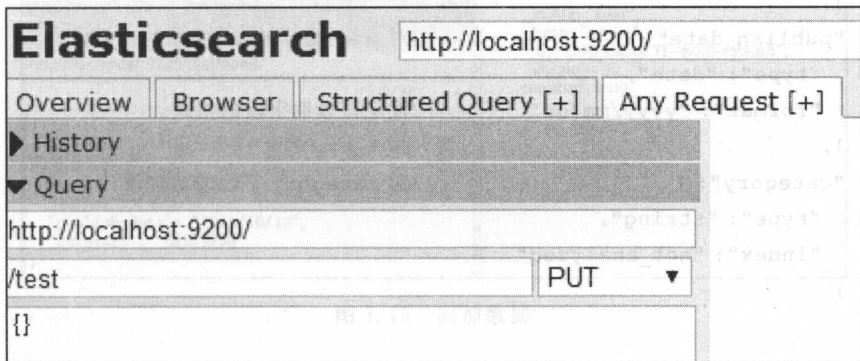 Elasticsearch http://localhost:9200/
Overview Browser Structured Query [+] Any Request [+]
History
Query
http://localhost:9200/
/test PUT
{}